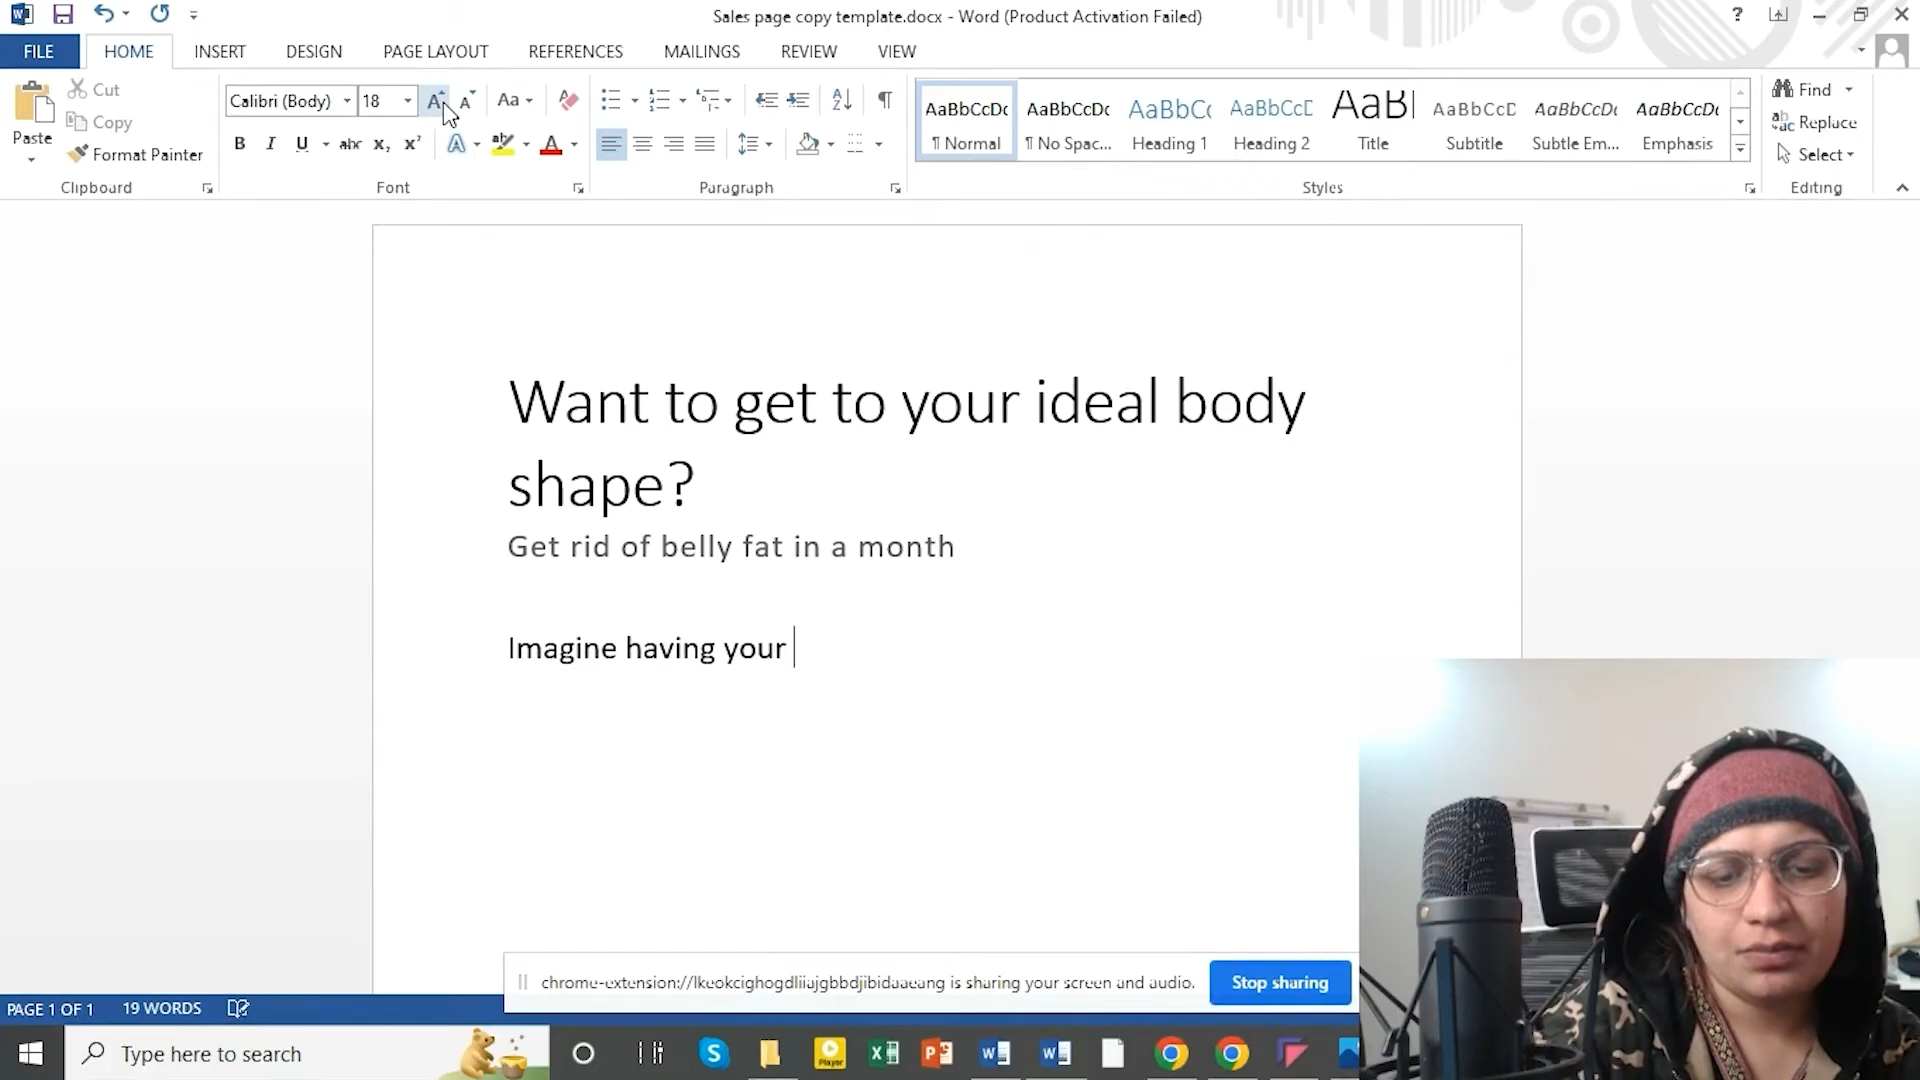 Sales page copy template.docx - Word (Product Activation Failed)
FILE HOME INSERT DESIGN PAGE LAYOUT REFERENCES MAILINGS REVIEW VIEW
Cut
Copy
Format Painter
Paste
Clipboard
Calibri (Body) 18
Font
Paragraph
AaBbCcDc AaBbCcDc AaBbC AaBbCcD AaB AaBbCcD AaBbCcDc AaBbCcDc
¶ Normal ¶ No Spac... Heading 1 Heading 2 Title Subtitle Subtle Em... Emphasis
Styles
Find
Replace
Select
Editing
Want to get to your ideal body
shape?
Get rid of belly fat in a month
Imagine having your
is sharing your screen and audio.
Stop sharing
PAGE 1 OF 1 19 WORDS
Type here to search
Player